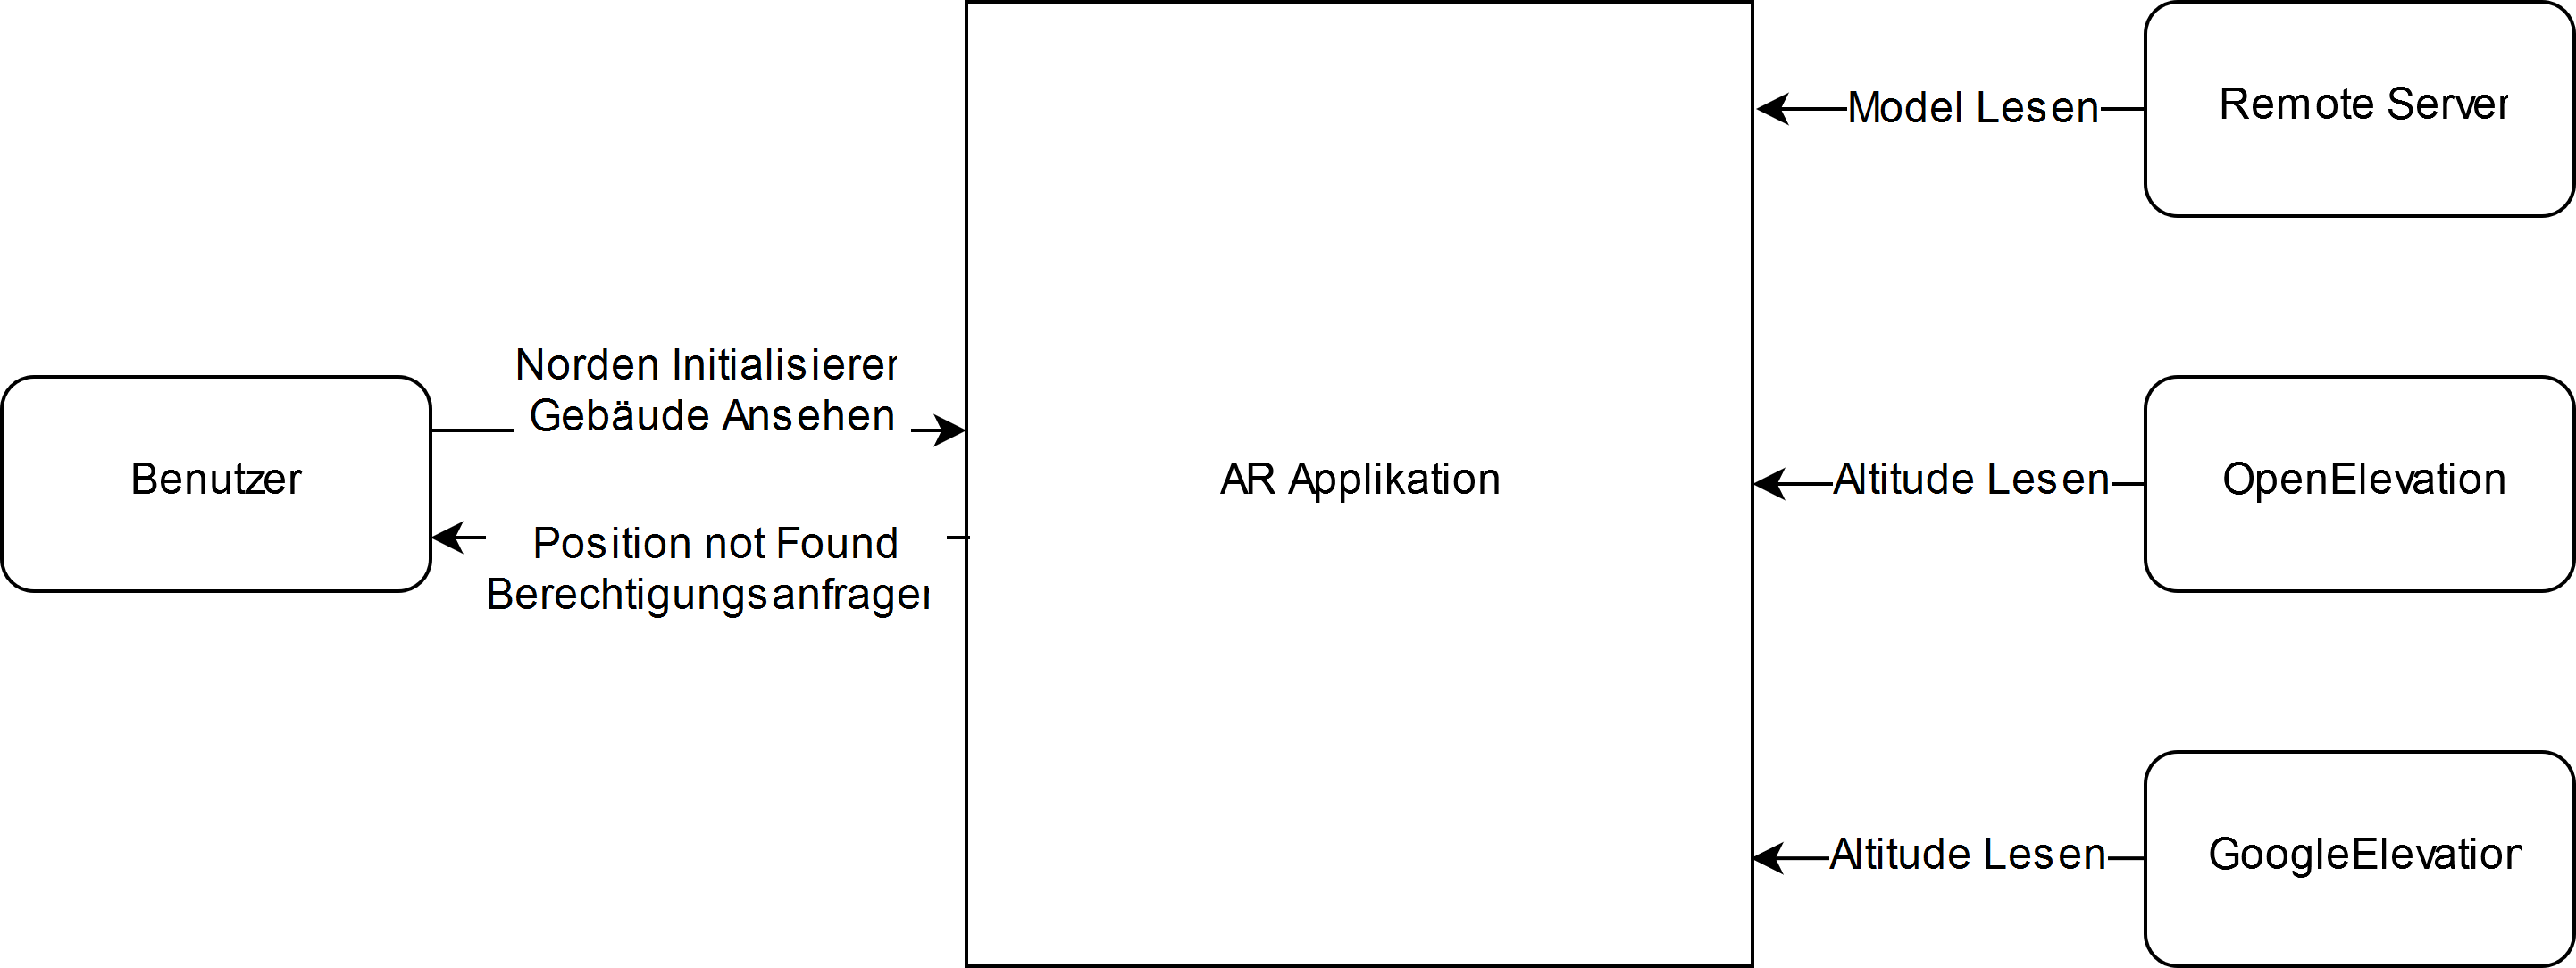 Benutzer
Norden Initialisieren
Gebäude Ansehen
Position not Found
Berechtigungsanfragen
AR Applikation
Model Lesen
Remote Server
Altitude Lesen
OpenElevation
Altitude Lesen
GoogleElevation